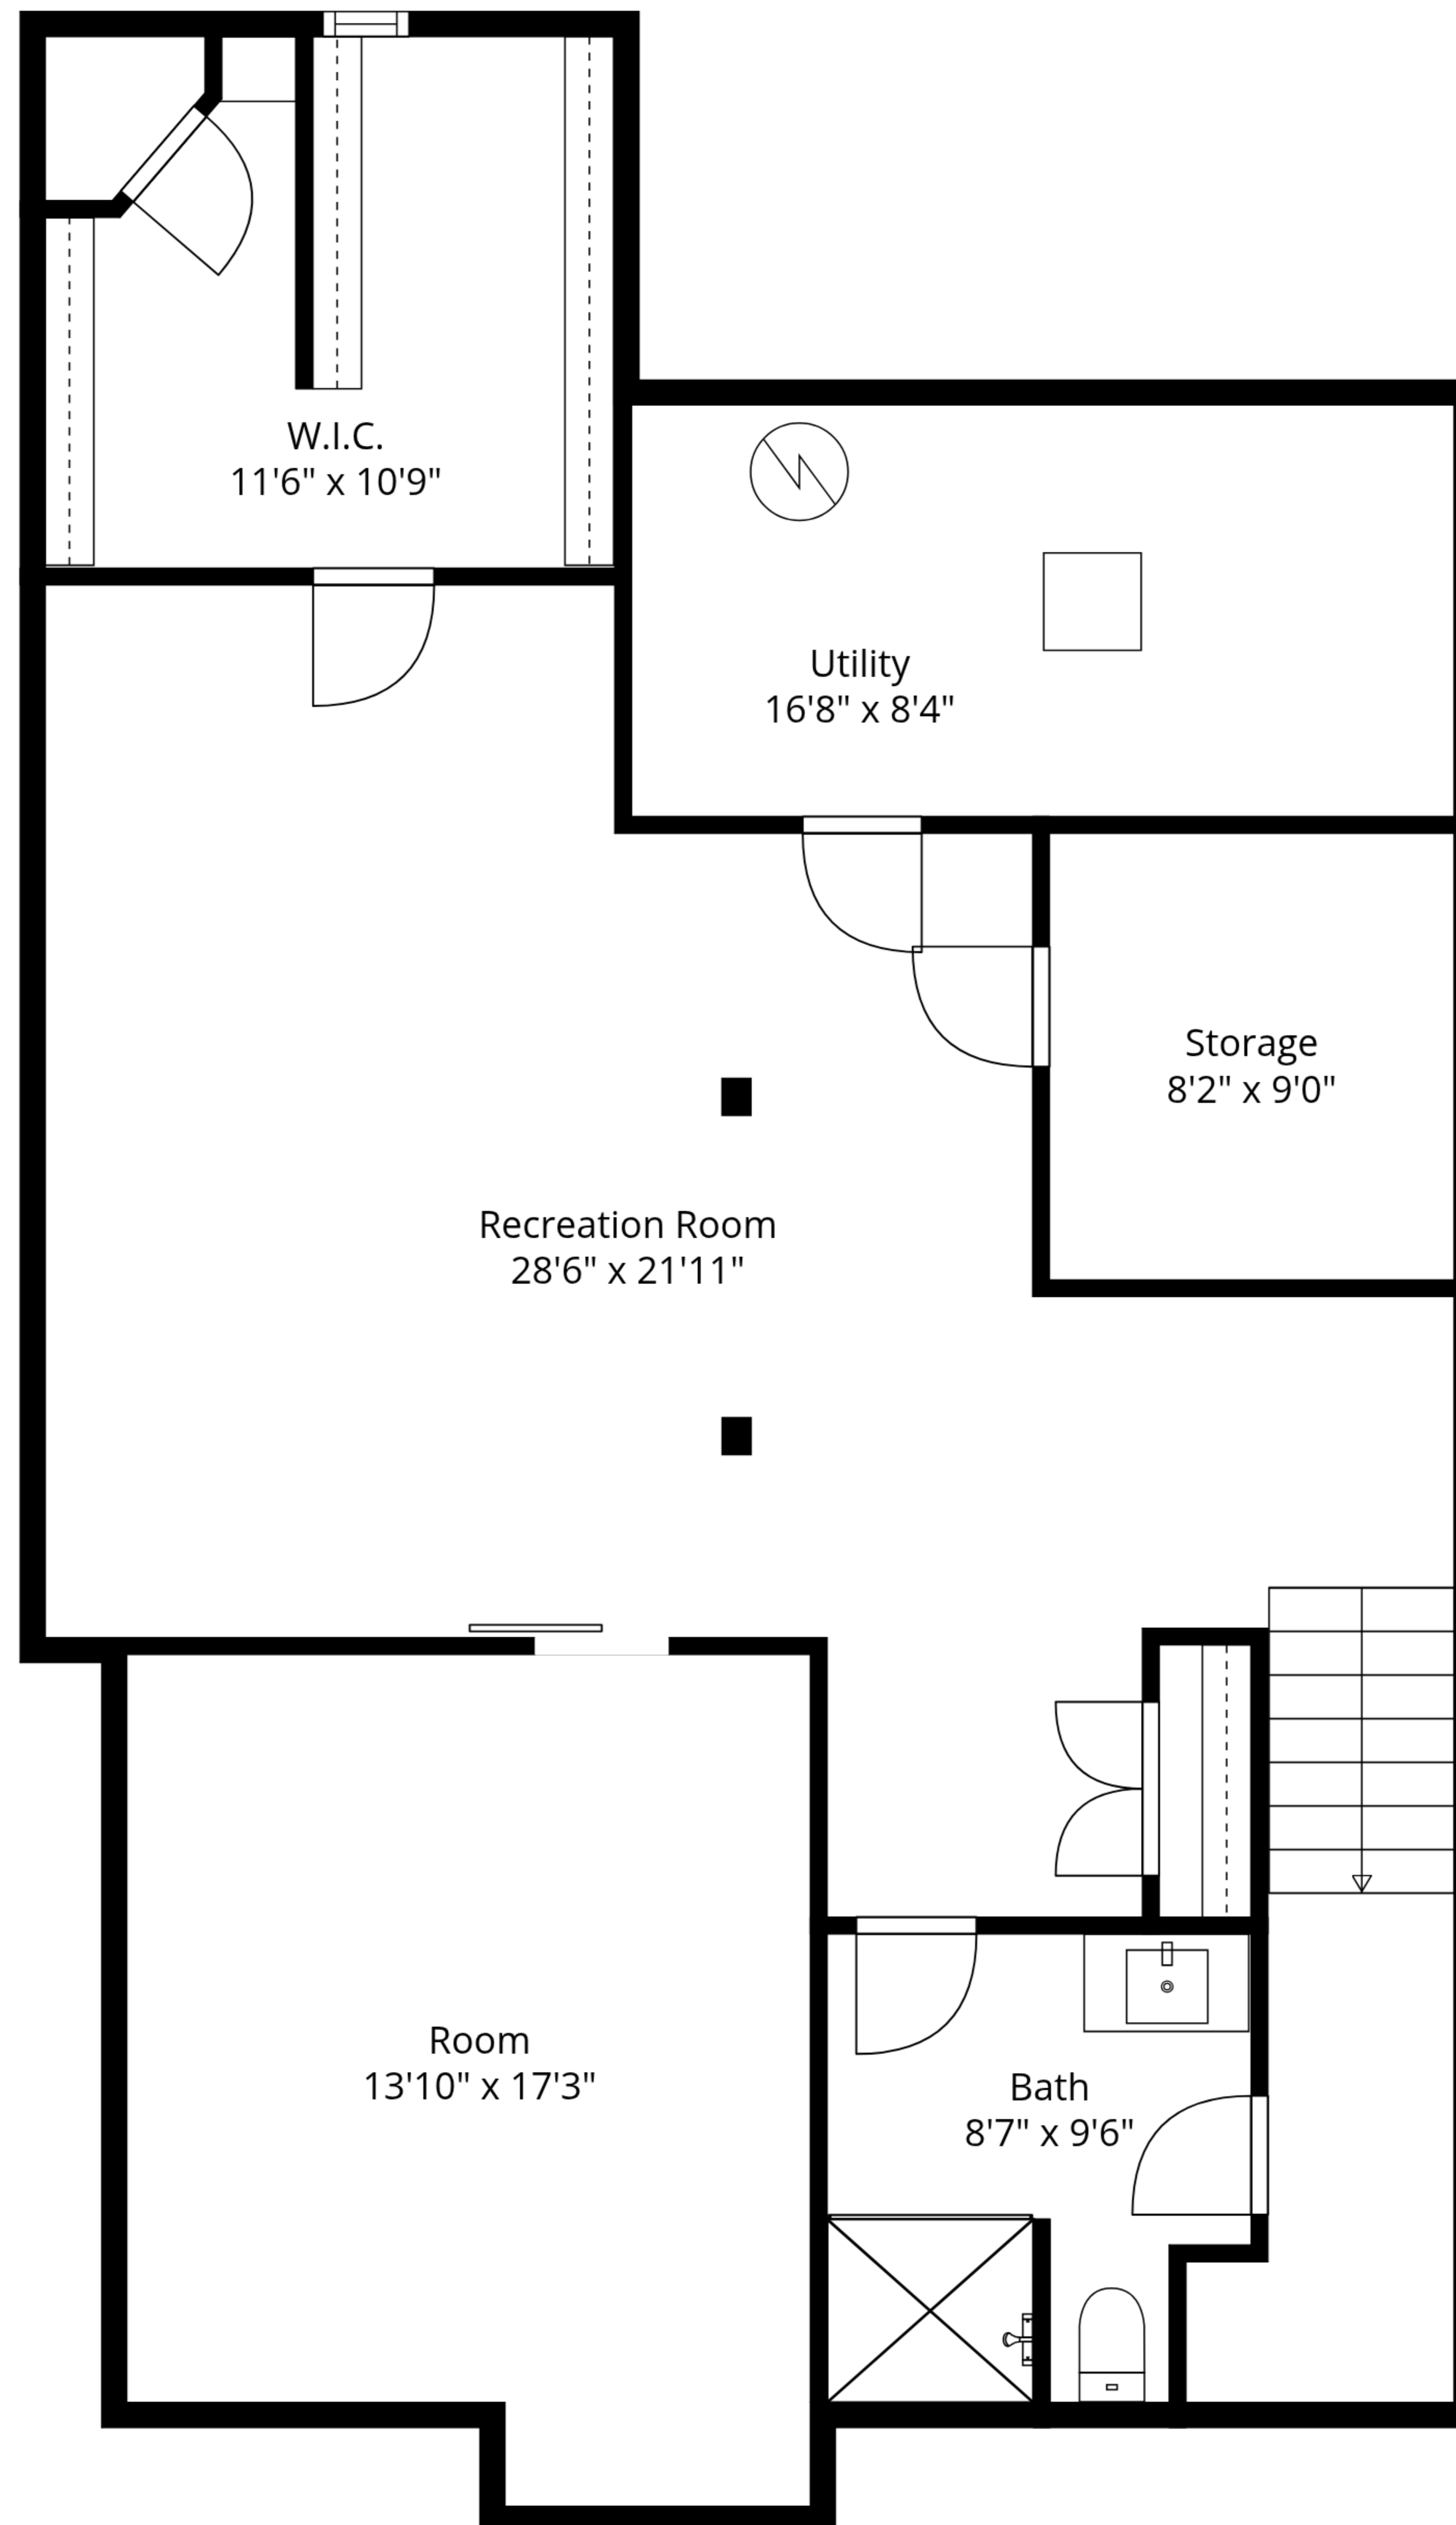 W.I.C.
11'6" x 10'9"
Utility
16'8" x 8'4"
Storage
8'2" x 9'0"
Recreation Room
28'6" x 21'11"
Room
13'10" x 17'3"
Bath
8'7" x 9'6"